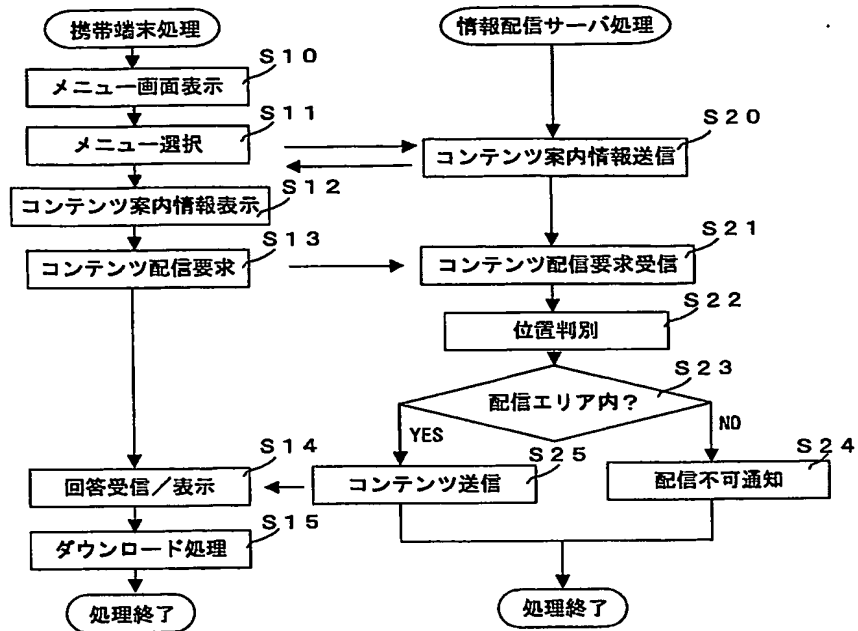 携帯端末処理
S10
メニュー画面表示
S11
メニュー選択
S12
コンテンツ案内情報表示
S13
コンテンツ配信要求
S14
回答受信／表示
S15
ダウンロード処理
処理終了
情報配信サーバ処理
S20
コンテンツ案内情報送信
S21
コンテンツ配信要求受信
S22
位置判別
S23
配信エリア内？
YES
NO
S25
コンテンツ送信
S24
配信不可通知
処理終了